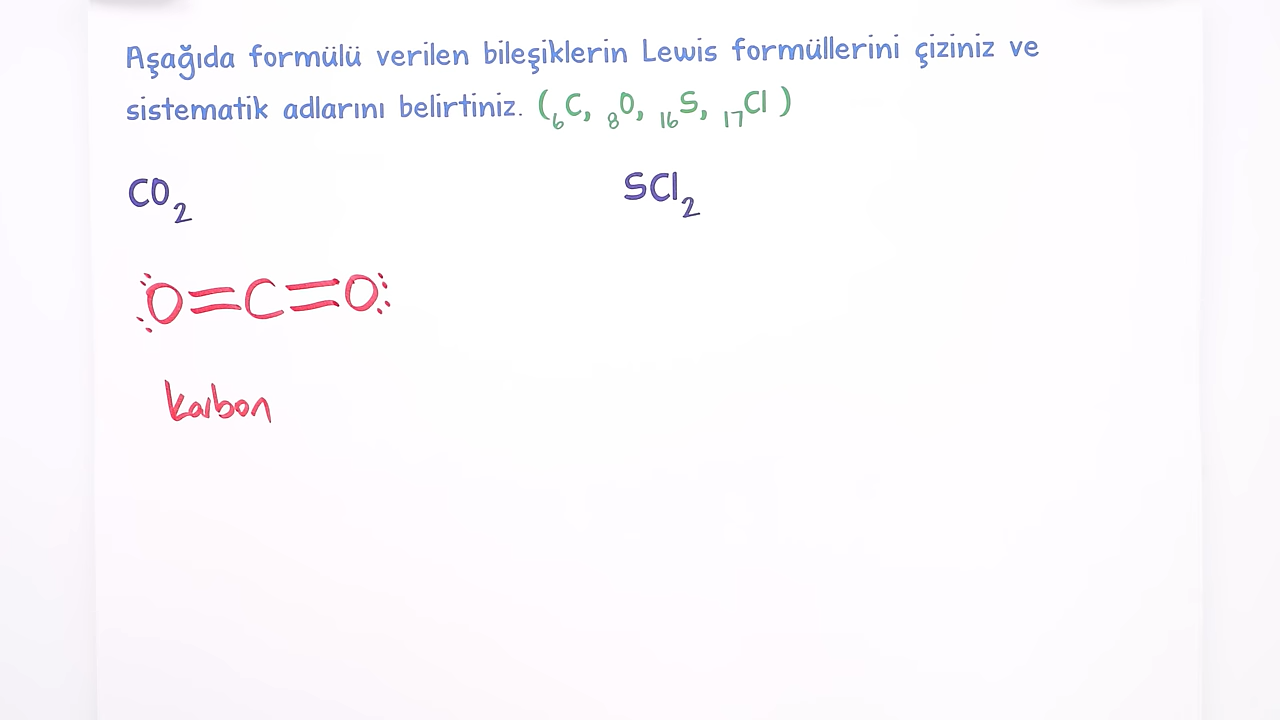 Aşağıda formülü verilen bileşiklerin Lewis formüllerini çiziniz ve
sistematik adlarını belirtiniz. (₆C, ₈O, ₁₆S, ₁₇Cl )
CO₂
SCl₂
O=C=O
karbon